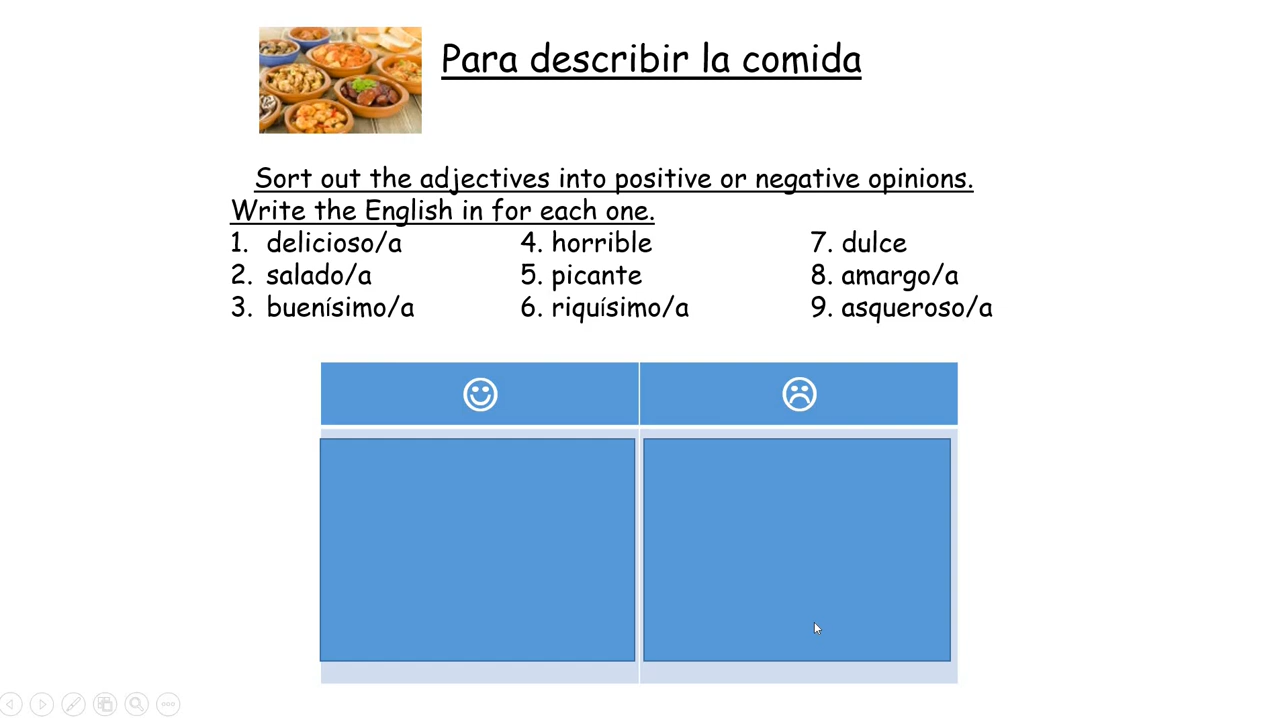 Para describir la comida
Sort out the adjectives into positive or negative opinions.
Write the English in for each one.
1. delicioso/a 4. horrible 7. dulce
2. salado/a 5. picante 8. amargo/a
3. buenísimo/a 6. riquísimo/a 9. asqueroso/a